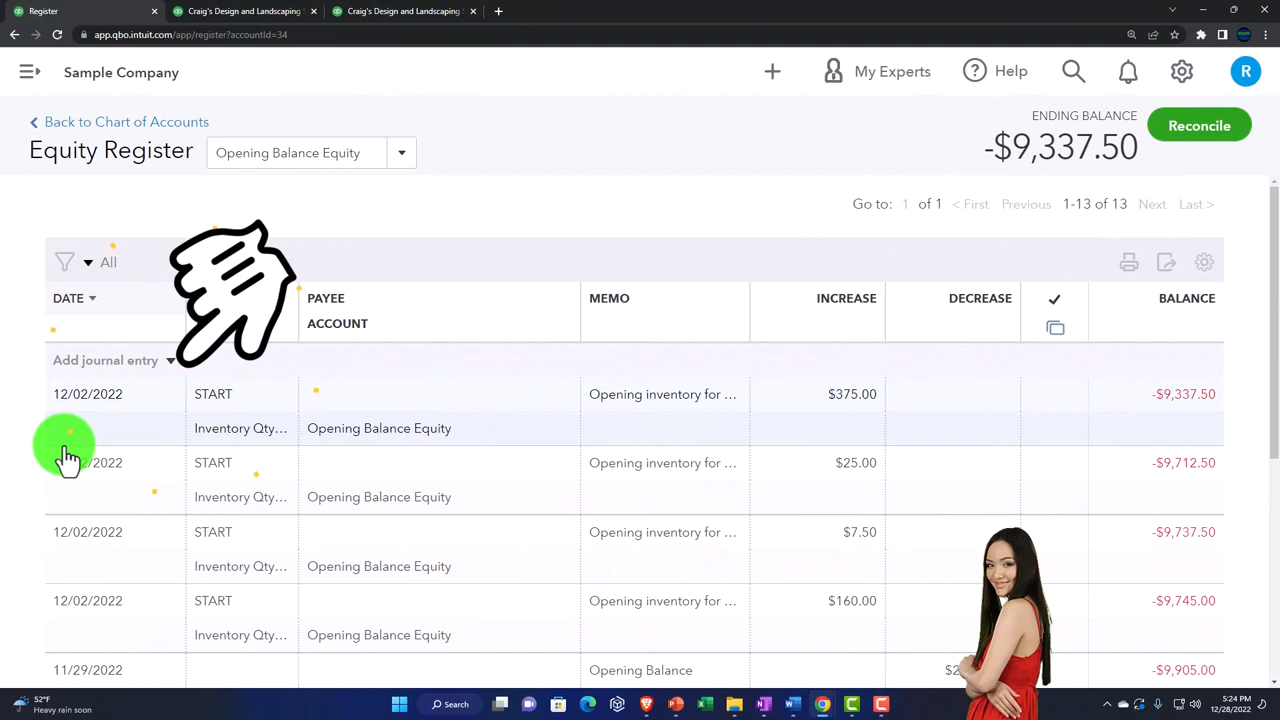 Register
Craig's Design and Landscaping
Craig's Design and Landscaping
app.qbo.intuit.com/app/register?accountId=34
Sample Company
My Experts
Help
R
Back to Chart of Accounts
Equity Register
Opening Balance Equity
ENDING BALANCE
-$9,337.50
Reconcile
Go to: 1 of 1 < First Previous 1-13 of 13 Next Last >
All
DATE PAYEE MEMO INCREASE DECREASE ✓ BALANCE
ACCOUNT
Add journal entry
12/02/2022 START Opening inventory for ... $375.00 -$9,337.50
Inventory Qty... Opening Balance Equity
/2022 START Opening inventory for ... $25.00 -$9,712.50
Inventory Qty... Opening Balance Equity
12/02/2022 START Opening inventory for ... $7.50 -$9,737.50
Inventory Qty... Opening Balance Equity
12/02/2022 START Opening inventory for ... $160.00 -$9,745.00
Inventory Qty... Opening Balance Equity
11/29/2022 Opening Balance -$9,905.00
52°F
Heavy rain soon
Search
5:24 PM
12/28/2022